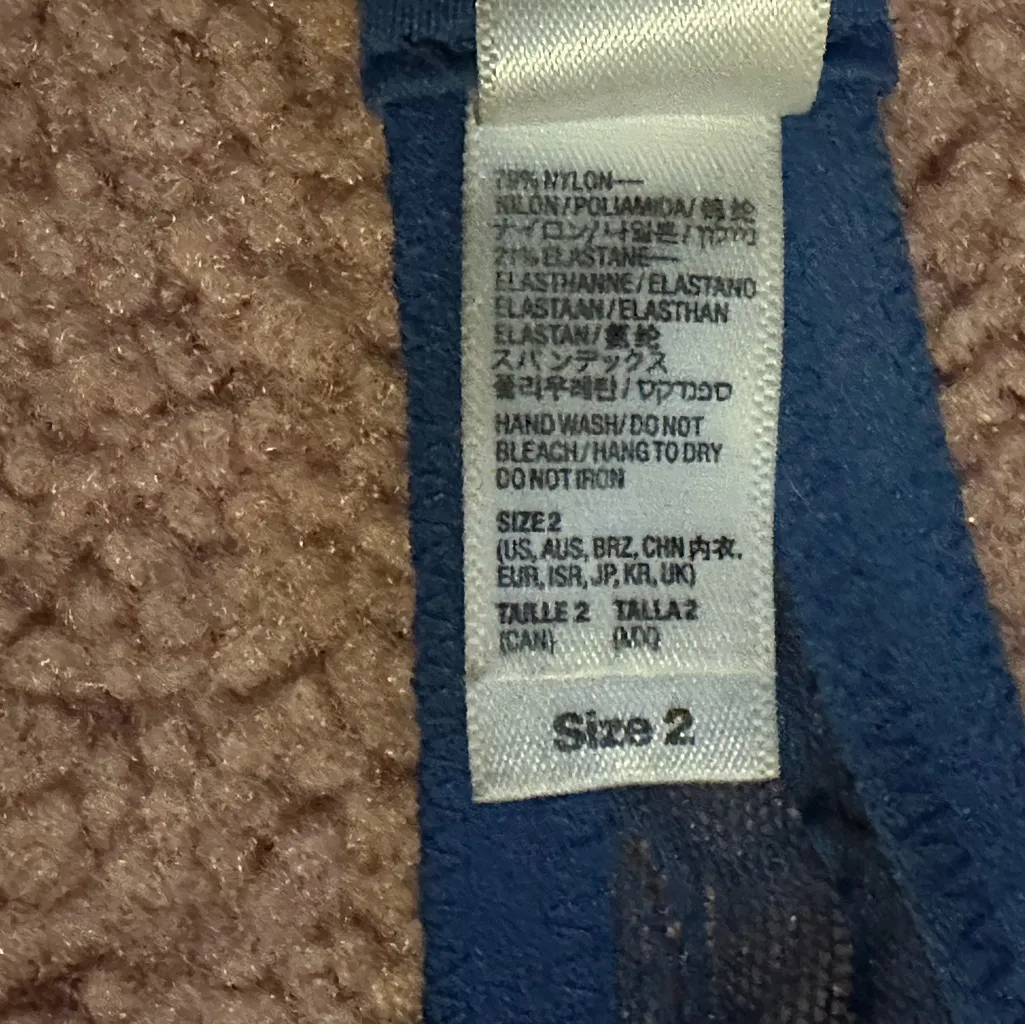 79% NYLON—
NILON/POLIAMIDA/錦纶
ナイロン/나일론/ניילון
21% ELASTANE—
ELASTHANNE/ELASTANO
ELASTAAN/ELASTHAN
ELASTAN/氨纶
スパンデックス
폴리우레탄/ספנדקס
HAND WASH/DO NOT
BLEACH/HANG TO DRY
DO NOT IRON
SIZE 2
(US, AUS, BRZ, CHN 内衣,
EUR, ISR, JP, KR, UK)
TAILLE 2 TALLA 2
(CAN) (MX)
Size 2